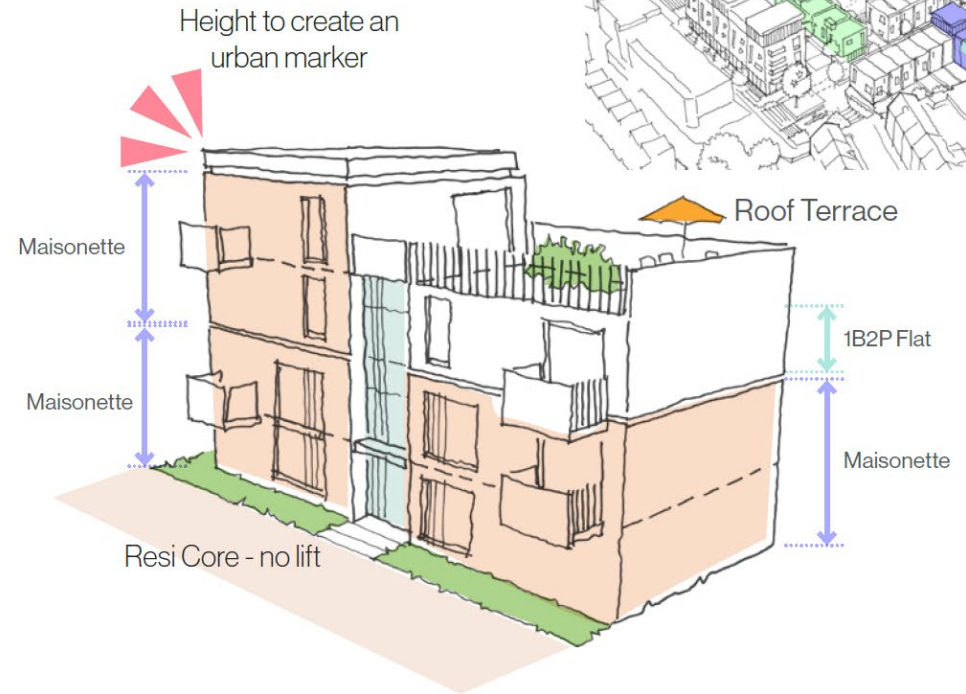 Height to create an
urban marker
Roof Terrace
Maisonette
1B2P Flat
Maisonette
Maisonette
Resi Core - no lift